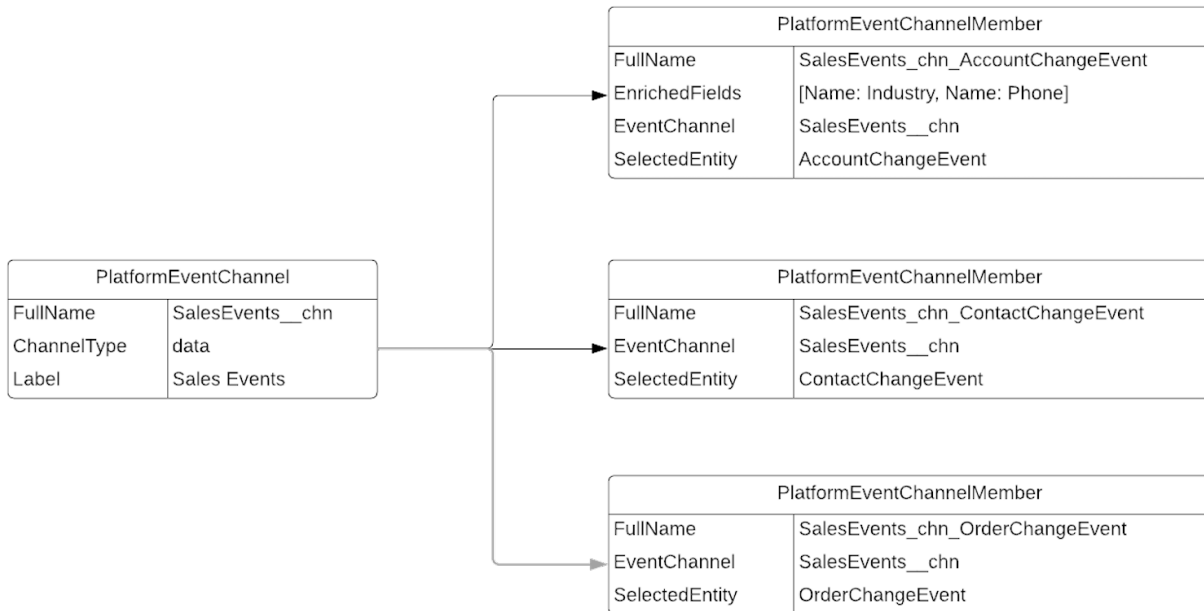 PlatformEventChannelMember
FullName SalesEvents_chn_AccountChangeEvent
EnrichedFields [Name: Industry, Name: Phone]
EventChannel SalesEvents__chn
SelectedEntity AccountChangeEvent
PlatformEventChannel
FullName SalesEvents__chn
ChannelType data
Label Sales Events
PlatformEventChannelMember
FullName SalesEvents_chn_ContactChangeEvent
EventChannel SalesEvents__chn
SelectedEntity ContactChangeEvent
PlatformEventChannelMember
FullName SalesEvents_chn_OrderChangeEvent
EventChannel SalesEvents__chn
SelectedEntity OrderChangeEvent